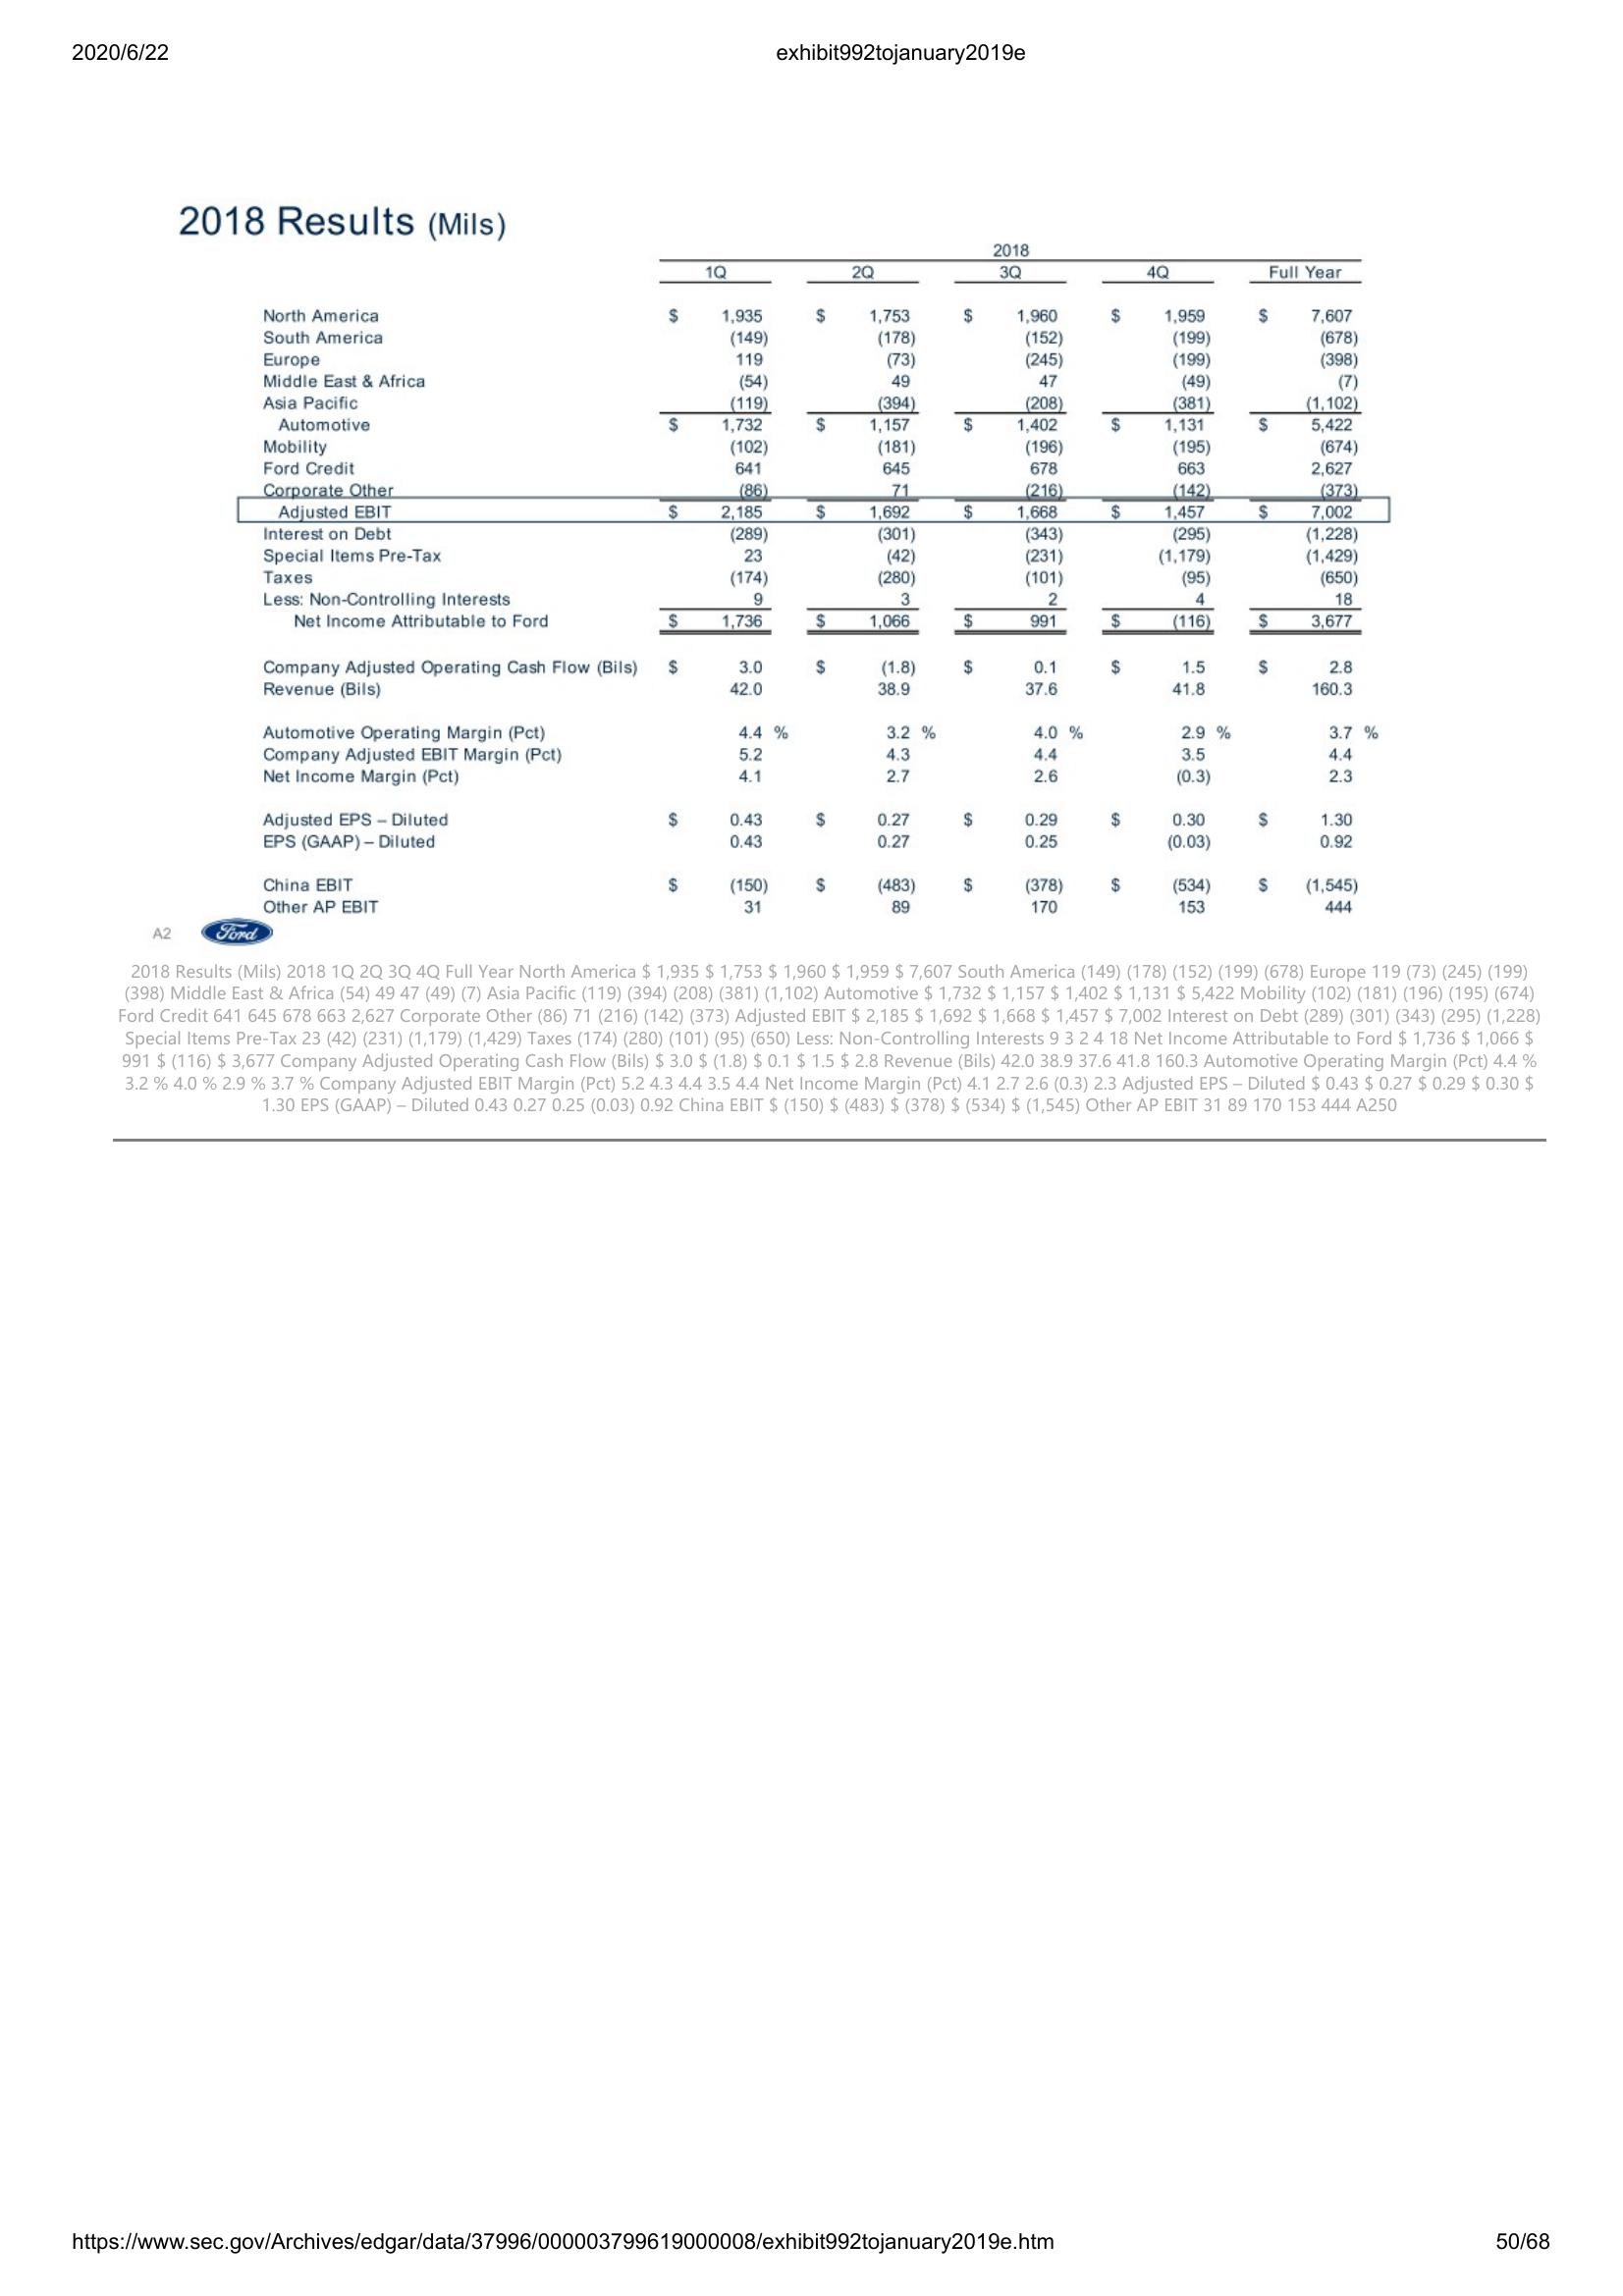 2020/6/22 exhibit992tojanuary2019e
2018 Results (Mils)
2018
1Q 2Q 3Q 4Q Full Year
North America $ 1,935 $ 1,753 $ 1,960 $ 1,959 $ 7,607
South America (149) (178) (152) (199) (678)
Europe 119 (73) (245) (199) (398)
Middle East & Africa (54) 49 47 (49) (7)
Asia Pacific (119) (394) (208) (381) (1,102)
Automotive $ 1,732 $ 1,157 $ 1,402 $ 1,131 $ 5,422
Mobility (102) (181) (196) (195) (674)
Ford Credit 641 645 678 663 2,627
Corporate Other (86) 71 (216) (142) (373)
Adjusted EBIT $ 2,185 $ 1,692 $ 1,668 $ 1,457 $ 7,002
Interest on Debt (289) (301) (343) (295) (1,228)
Special Items Pre-Tax 23 (42) (231) (1,179) (1,429)
Taxes (174) (280) (101) (95) (650)
Less: Non-Controlling Interests 9 3 2 4 18
Net Income Attributable to Ford $ 1,736 $ 1,066 $ 991 $ (116) $ 3,677
Company Adjusted Operating Cash Flow (Bils) $ 3.0 $ (1.8) $ 0.1 $ 1.5 $ 2.8
Revenue (Bils) 42.0 38.9 37.6 41.8 160.3
Automotive Operating Margin (Pct) 4.4 % 3.2 % 4.0 % 2.9 % 3.7 %
Company Adjusted EBIT Margin (Pct) 5.2 4.3 4.4 3.5 4.4
Net Income Margin (Pct) 4.1 2.7 2.6 (0.3) 2.3
Adjusted EPS – Diluted $ 0.43 $ 0.27 $ 0.29 $ 0.30 $ 1.30
EPS (GAAP) – Diluted 0.43 0.27 0.25 (0.03) 0.92
China EBIT $ (150) $ (483) $ (378) $ (534) $ (1,545)
Other AP EBIT 31 89 170 153 444
A2 Ford
2018 Results (Mils) 2018 1Q 2Q 3Q 4Q Full Year North America $ 1,935 $ 1,753 $ 1,960 $ 1,959 $ 7,607 South America (149) (178) (152) (199) (678) Europe 119 (73) (245) (199)
(398) Middle East & Africa (54) 49 47 (49) (7) Asia Pacific (119) (394) (208) (381) (1,102) Automotive $ 1,732 $ 1,157 $ 1,402 $ 1,131 $ 5,422 Mobility (102) (181) (196) (195) (674)
Ford Credit 641 645 678 663 2,627 Corporate Other (86) 71 (216) (142) (373) Adjusted EBIT $ 2,185 $ 1,692 $ 1,668 $ 1,457 $ 7,002 Interest on Debt (289) (301) (343) (295) (1,228)
Special Items Pre-Tax 23 (42) (231) (1,179) (1,429) Taxes (174) (280) (101) (95) (650) Less: Non-Controlling Interests 9 3 2 4 18 Net Income Attributable to Ford $ 1,736 $ 1,066 $
991 $ (116) $ 3,677 Company Adjusted Operating Cash Flow (Bils) $ 3.0 $ (1.8) $ 0.1 $ 1.5 $ 2.8 Revenue (Bils) 42.0 38.9 37.6 41.8 160.3 Automotive Operating Margin (Pct) 4.4 %
3.2 % 4.0 % 2.9 % 3.7 % Company Adjusted EBIT Margin (Pct) 5.2 4.3 4.4 3.5 4.4 Net Income Margin (Pct) 4.1 2.7 2.6 (0.3) 2.3 Adjusted EPS – Diluted $ 0.43 $ 0.27 $ 0.29 $ 0.30 $
1.30 EPS (GAAP) – Diluted 0.43 0.27 0.25 (0.03) 0.92 China EBIT $ (150) $ (483) $ (378) $ (534) $ (1,545) Other AP EBIT 31 89 170 153 444 A250
https://www.sec.gov/Archives/edgar/data/37996/000003799619000008/exhibit992tojanuary2019e.htm 50/68